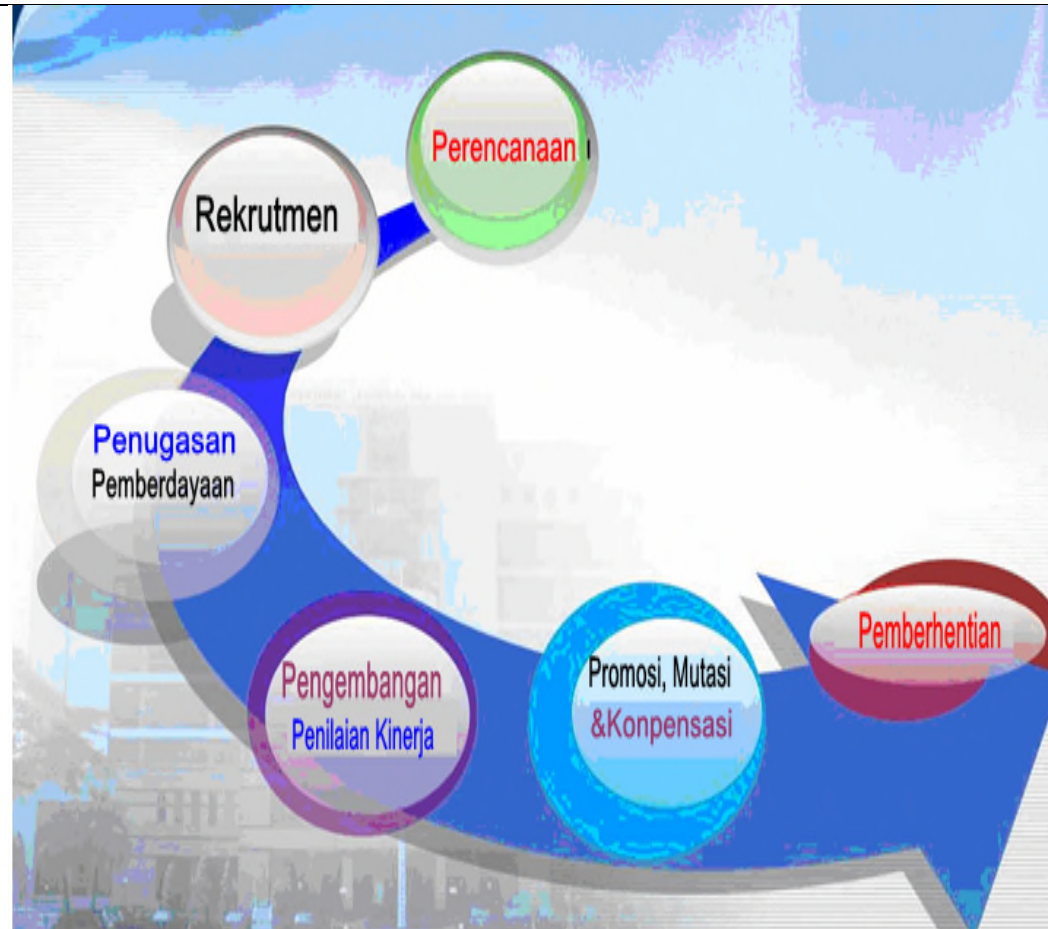 Perencanaan
Rekrutmen
Penugasan
Pemberdayaan
Pengembangan
Penilaian Kinerja
Promosi, Mutasi
&Konpensasi
Pemberhentian